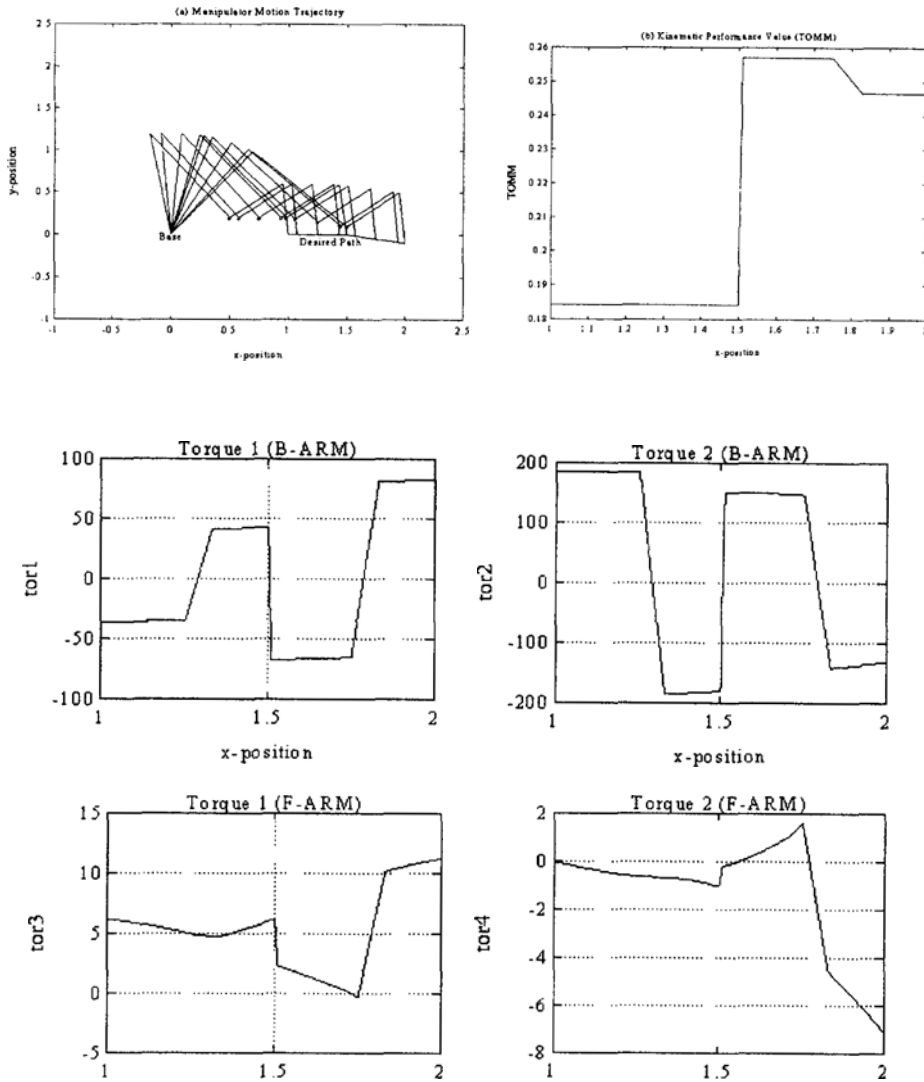 (a) Manipulator Motion Trajectory
2.5
2
1.5
1
0.5
0
-0.5
-1
y-position
Base
Desired Path
-1 -0.5 0 0.5 1 1.5 2 2.5
x-position
(b) Kinematic Performance Value (TOMM)
0.26
0.25
0.24
0.23
0.22
0.21
0.2
0.19
0.18
TOMM
1 1.1 1.2 1.3 1.4 1.5 1.6 1.7 1.8 1.9 2
x-position
Torque 1 (B-ARM)
100
50
0
-50
-100
tor1
1 1.5 2
x-position
Torque 2 (B-ARM)
200
100
0
-100
-200
tor2
1 1.5 2
x-position
Torque 1 (F-ARM)
15
10
5
0
-5
tor3
1 1.5 2
Torque 2 (F-ARM)
2
0
-2
-4
-6
-8
tor4
1 1.5 2